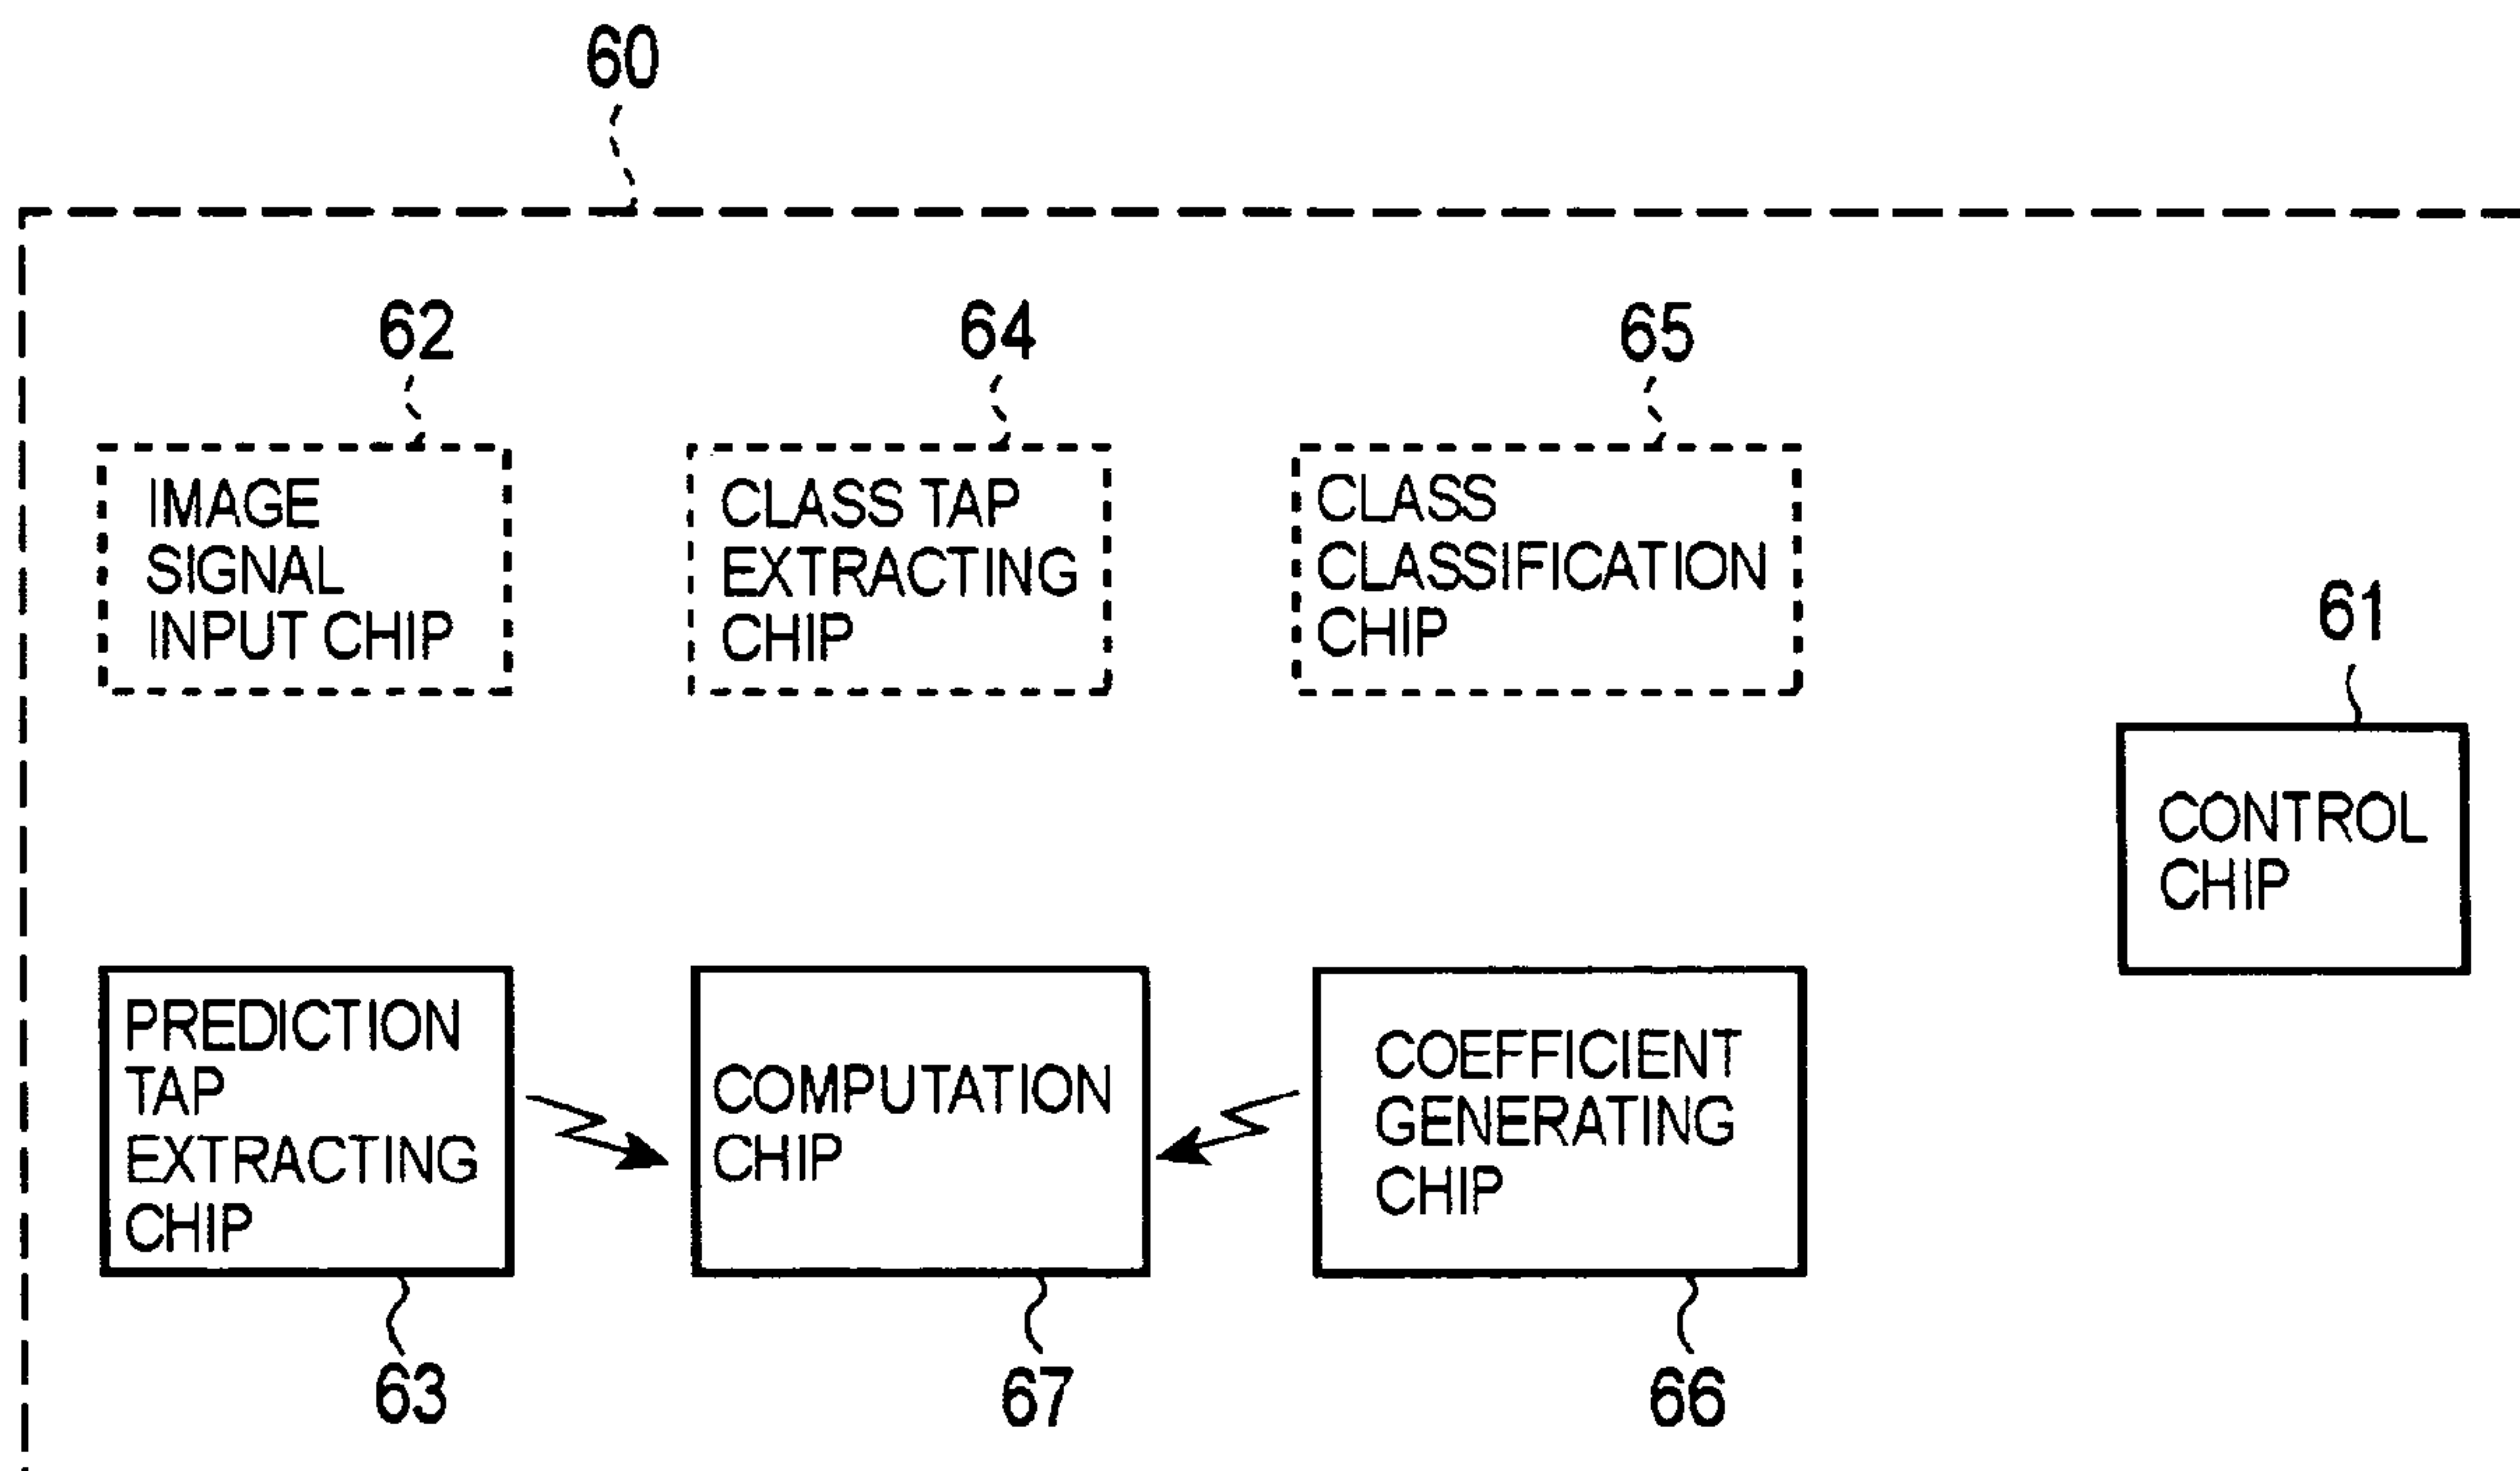 60
62
64
65
IMAGE
SIGNAL
INPUT CHIP
CLASS TAP
EXTRACTING
CHIP
CLASS
CLASSIFICATION
CHIP
61
CONTROL
CHIP
PREDICTION
TAP
EXTRACTING
CHIP
COMPUTATION
CHIP
COEFFICIENT
GENERATING
CHIP
63
67
66